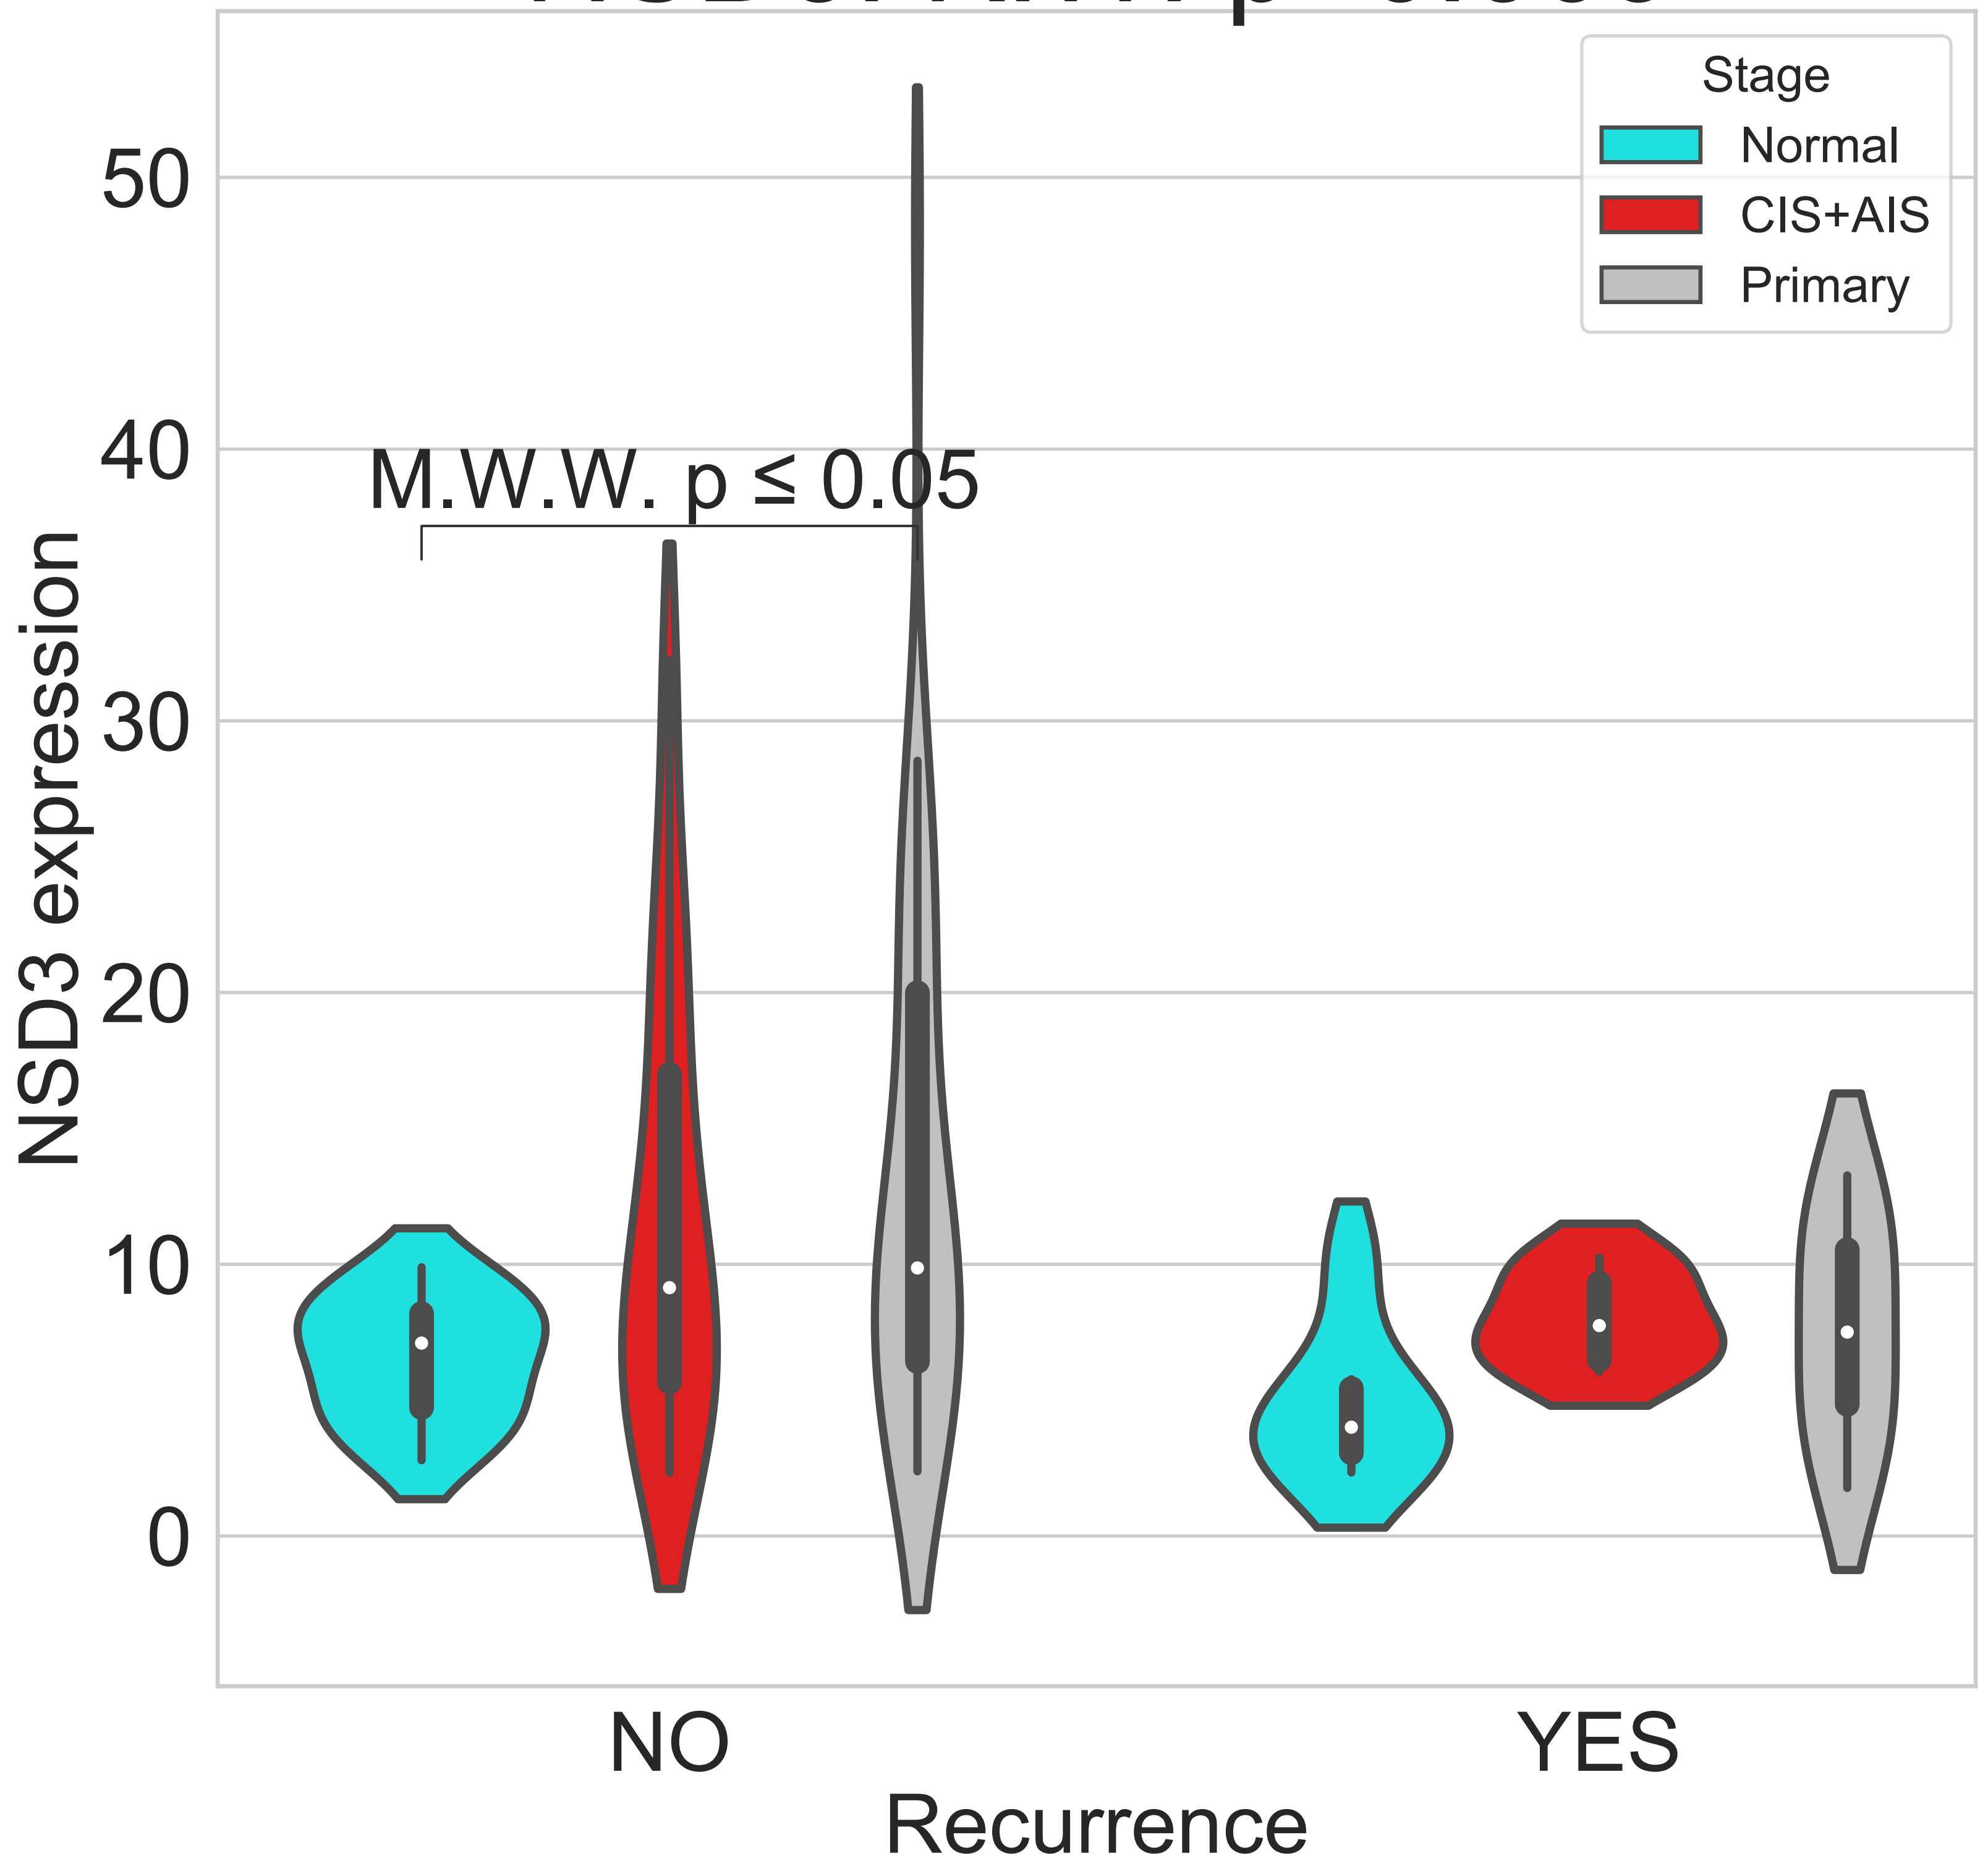 Stage
Normal
CIS+AIS
Primary
M.W.W. p ≤ 0.05
NSD3 expression
50
40
30
20
10
0
NO
YES
Recurrence